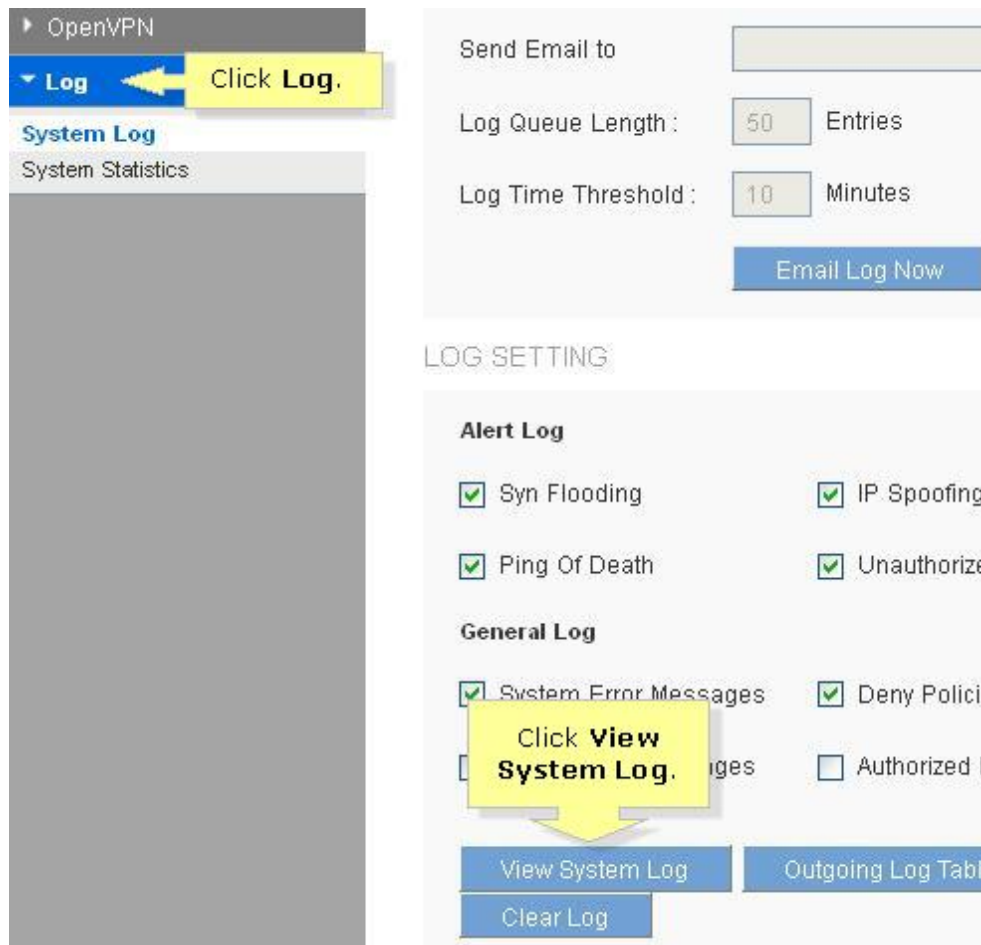 OpenVPN
Log
Click Log.
System Log
System Statistics
Send Email to
Log Queue Length : 50 Entries
Log Time Threshold : 10 Minutes
Email Log Now
LOG SETTING
Alert Log
Syn Flooding
IP Spoofing
Ping Of Death
Unauthorize
General Log
System Error Messages
Deny Polici
Click View
System Log.
ges
Authorized
View System Log
Outgoing Log Tabl
Clear Log